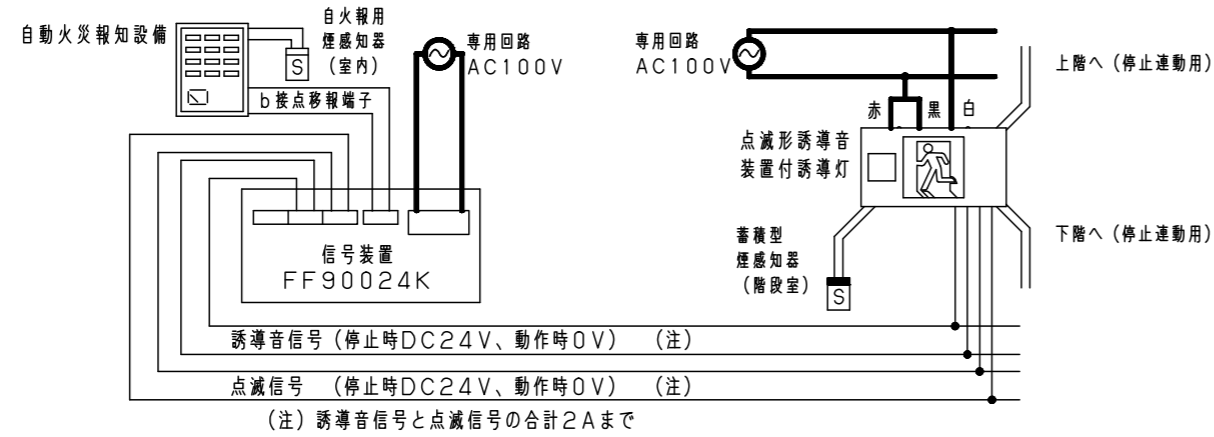 自動火災報知設備
自火報用
煙感知器
(室内)
S
b接点移報端子
専用回路
AC100V
専用回路
AC100V
上階へ(停止連動用)
赤 黒 白
点滅形誘導音
装置付誘導灯
下階へ(停止連動用)
蓄積型
煙感知器
(階段室)
S
信号装置
FF90024K
誘導音信号(停止時DC24V、動作時0V) (注)
点滅信号 (停止時DC24V、動作時0V) (注)
(注)誘導音信号と点滅信号の合計2Aまで